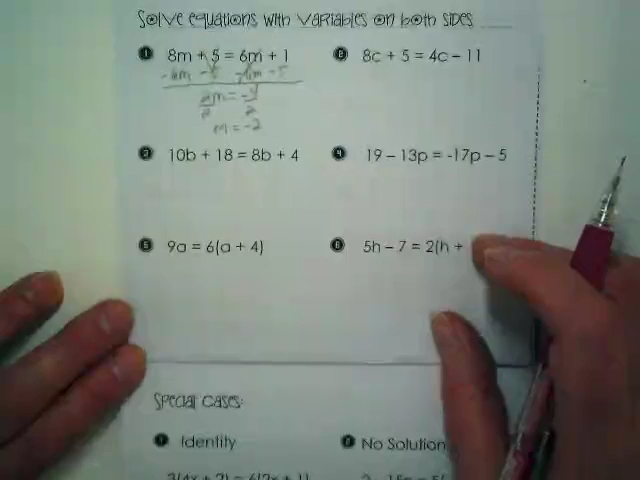 Solve equations with variables on both sides
1 8m + 5 = 6m + 1
-6m - 5 -6m - 5
2m = -4
2 2
m = -2
2 8c + 5 = 4c – 11
3 10b + 18 = 8b + 4
4 19 – 13p = -17p – 5
5 9a = 6(a + 4)
6 5h – 7 = 2(h +
Special Cases:
Identity
No Solution